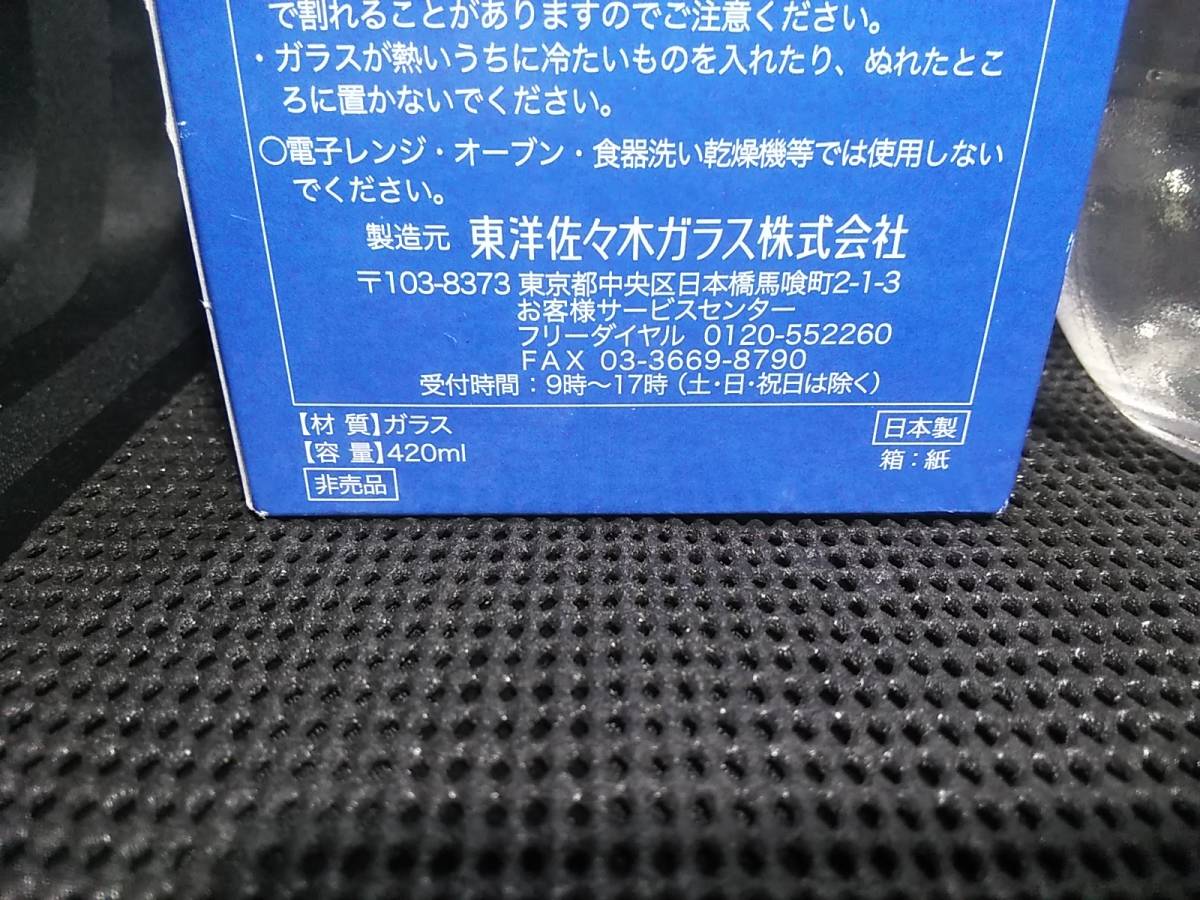 で割れることがありますのでご注意ください。
・ガラスが熱いうちに冷たいものを入れたり、ぬれたとこ
ろに置かないでください。
○電子レンジ・オーブン・食器洗い乾燥機等では使用しない
でください。
製造元 東洋佐々木ガラス株式会社
〒103-8373 東京都中央区日本橋馬喰町2-1-3
お客様サービスセンター
フリーダイヤル 0120-552260
FAX 03-3669-8790
受付時間：9時～17時（土・日・祝日は除く）
【材 質】ガラス
【容 量】420ml
非売品
日本製
箱：紙